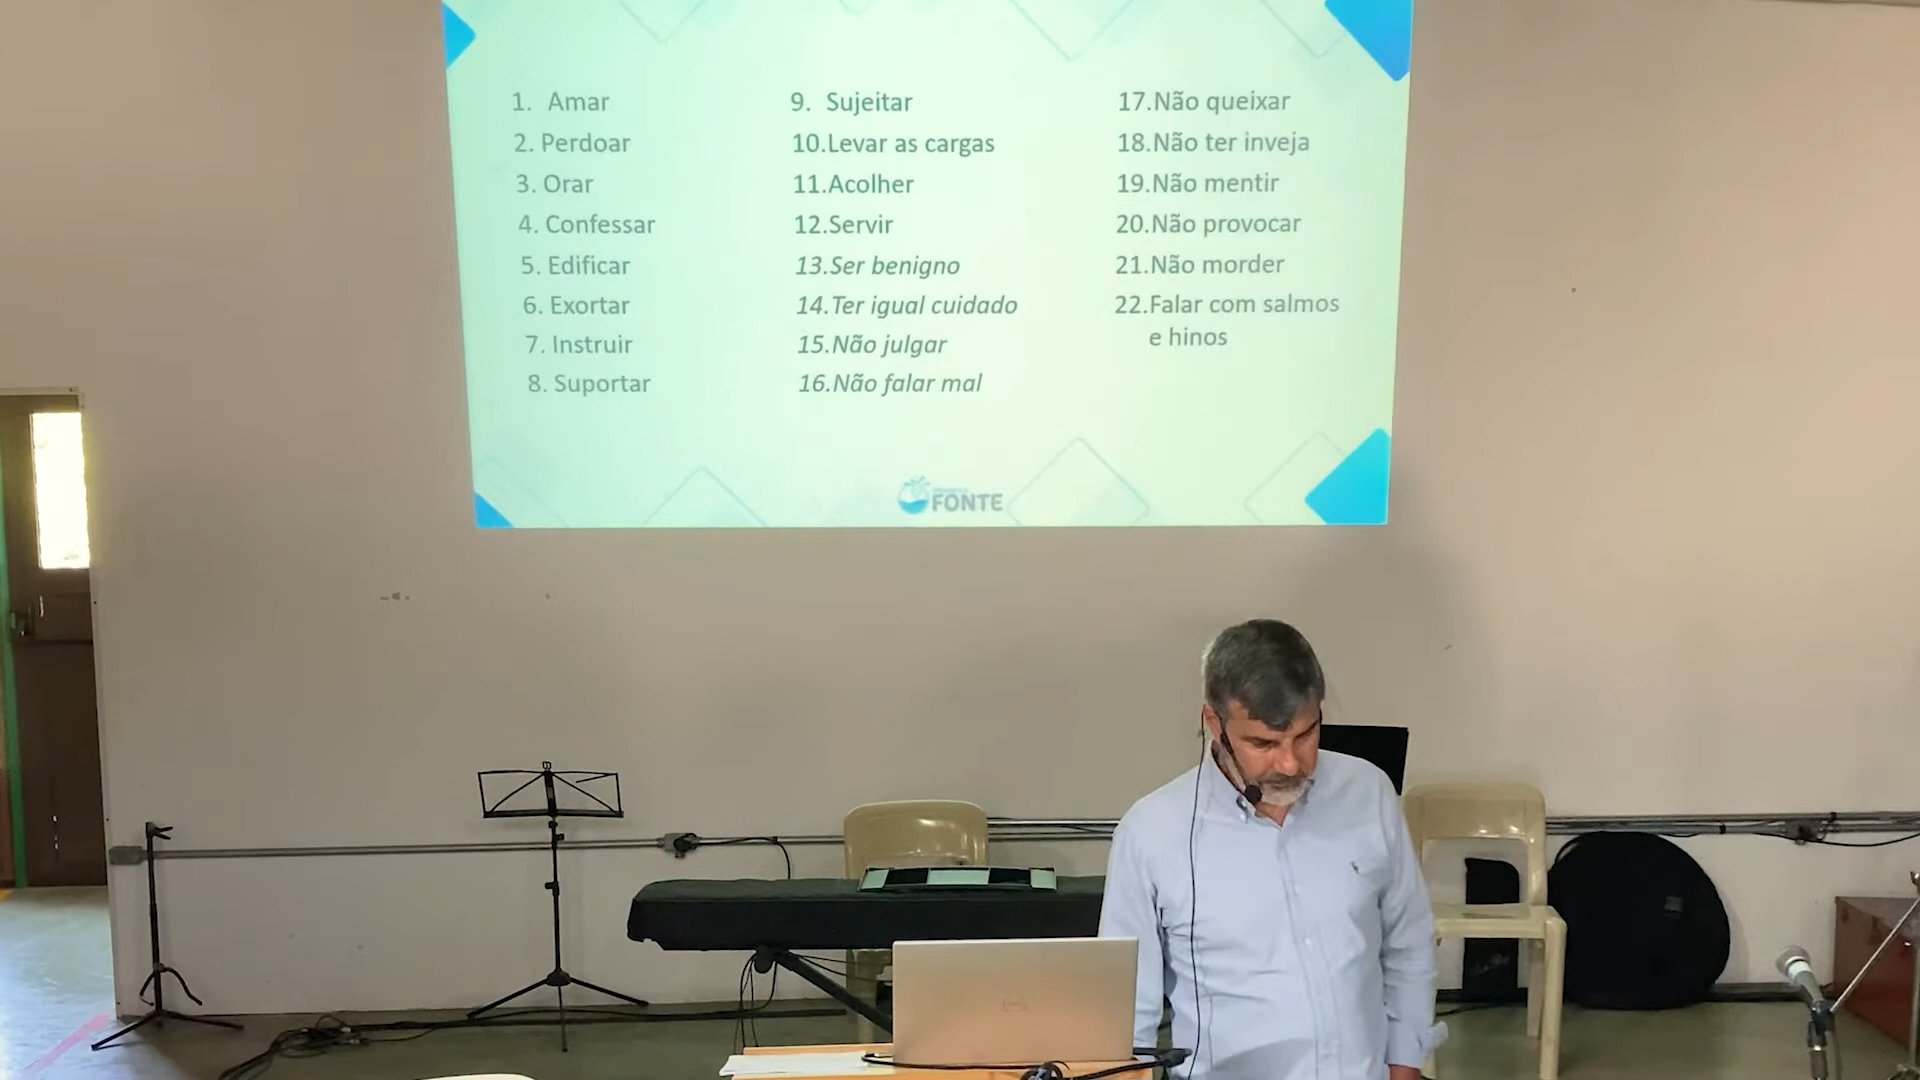 1. Amar
2. Perdoar
3. Orar
4. Confessar
5. Edificar
6. Exortar
7. Instruir
8. Suportar
9. Sujeitar
10.Levar as cargas
11.Acolher
12.Servir
13.Ser benigno
14.Ter igual cuidado
15.Não julgar
16.Não falar mal
17.Não queixar
18.Não ter inveja
19.Não mentir
20.Não provocar
21.Não morder
22.Falar com salmos
e hinos
FONTE
DELL